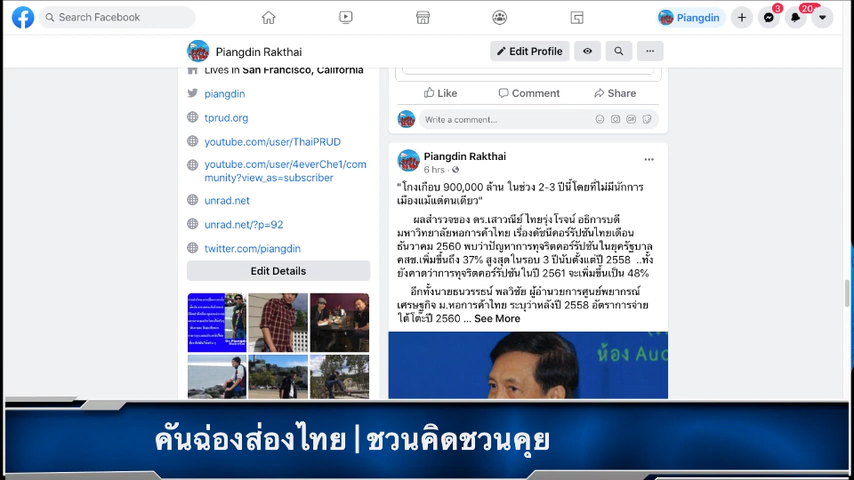 Search Facebook
Piangdin
3
20
Piangdin Rakthai
Edit Profile
Lives in San Francisco, California
piangdin
tprud.org
youtube.com/user/ThaiPRUD
youtube.com/user/4everChe1/com
munity?view_as=subscriber
unrad.net
unrad.net/?p=92
twitter.com/piangdin
Edit Details
Like
Comment
Share
Write a comment...
Piangdin Rakthai
6 hrs ·
"โกงเกือบ 900,000 ล้าน ในช่วง 2-3 ปีนี้โดยที่ไม่มีนักการ
เมืองแม้แต่คนเดียว"
ผลสำรวจของ ดร.เสาวณีย์ ไทยรุ่งโรจน์ อธิการบดี
มหาวิทยาลัยหอการค้าไทย เรื่องดัชนีคอร์รัปชันไทยเดือน
ธันวาคม 2560 พบว่าปัญหาการทุจริตคอร์รัปชันในยุครัฐบาล
คสช.เพิ่มขึ้นถึง 37% สูงสุดในรอบ 3 ปีนับตั้งแต่ปี 2558 ..ทั้ง
ยังคาดว่าการทุจริตคอร์รัปชันในปี 2561 จะเพิ่มขึ้นเป็น 48%
อีกทั้งนายธนวรรธน์ พลวิชัย ผู้อำนวยการศูนย์พยากรณ์
เศรษฐกิจ ม.หอการค้าไทย ระบุว่าหลังปี 2558 อัตราการจ่าย
ใต้โต๊ะปี 2560 ... See More
ห้อง Aud
คันฉ่องส่องไทย | ชวนคิดชวนคุย